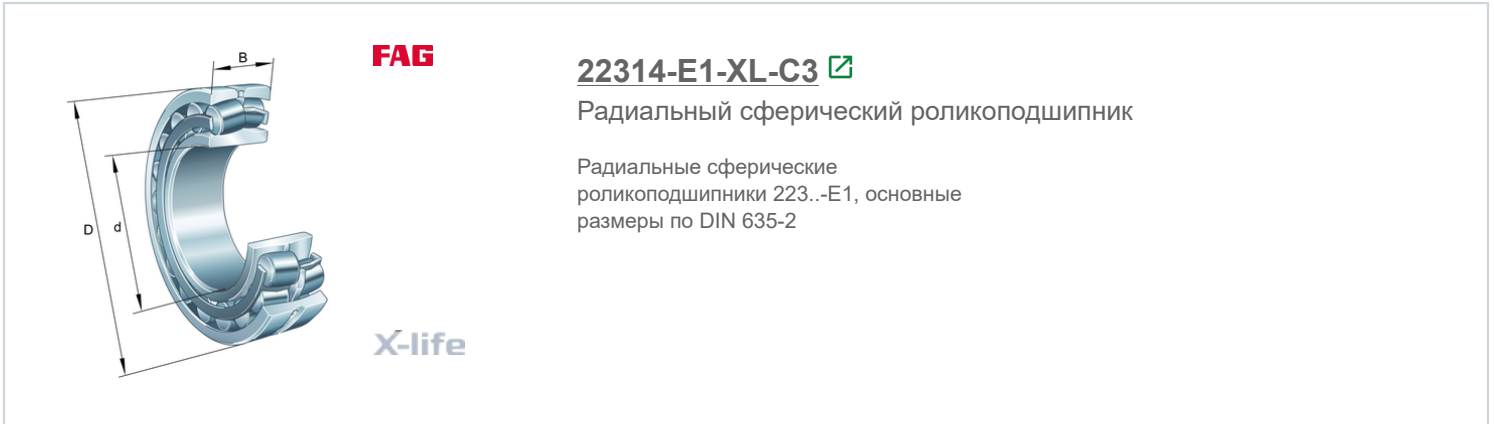 B
D
d
FAG
X-life
22314-E1-XL-C3
Радиальный сферический роликоподшипник
Радиальные сферические
роликоподшипники 223..-E1, основные
размеры по DIN 635-2